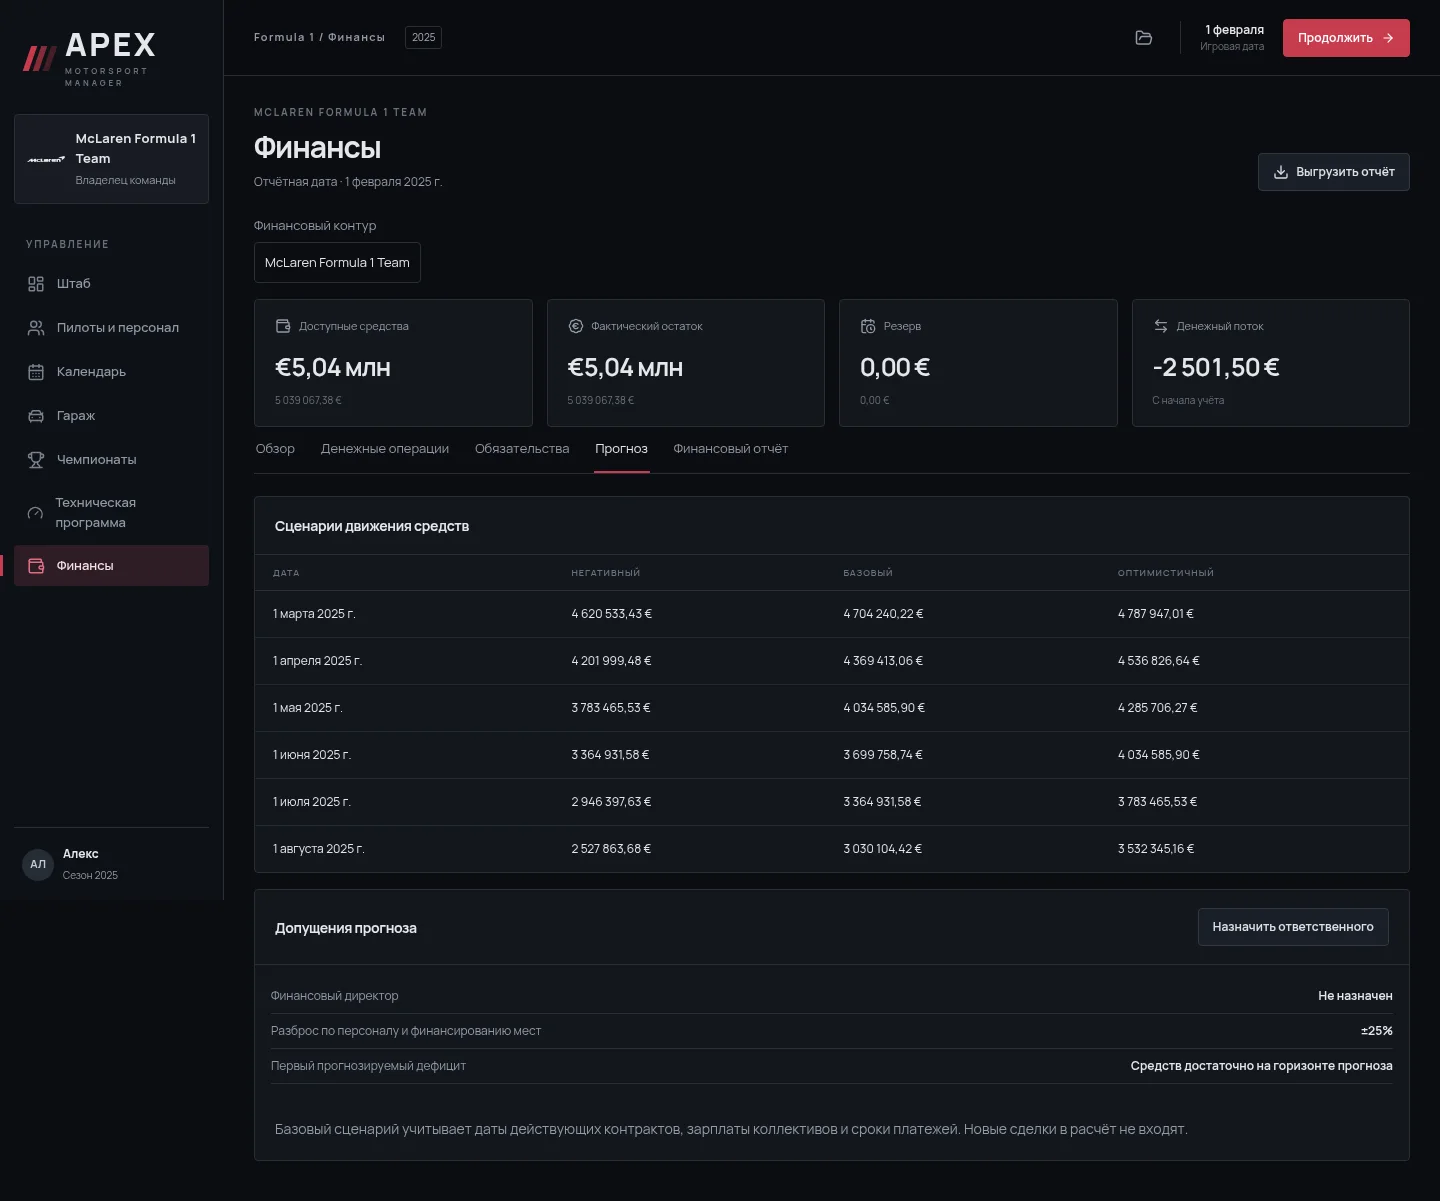 APEX
MOTORSPORT
MANAGER
McLaren
McLaren Formula 1
Team
Владелец команды
УПРАВЛЕНИЕ
Штаб
Пилоты и персонал
Календарь
Гараж
Чемпионаты
Техническая
программа
Финансы
АЛ
Алекс
Сезон 2025
Formula 1 / Финансы
2025
1 февраля
Игровая дата
Продолжить
MCLAREN FORMULA 1 TEAM
Финансы
Отчётная дата · 1 февраля 2025 г.
Выгрузить отчёт
Финансовый контур
McLaren Formula 1 Team
Доступные средства
€5,04 млн
5 039 067,38 €
Фактический остаток
€5,04 млн
5 039 067,38 €
Резерв
0,00 €
0,00 €
Денежный поток
-2 501,50 €
С начала учёта
Обзор
Денежные операции
Обязательства
Прогноз
Финансовый отчёт
Сценарии движения средств
ДАТА НЕГАТИВНЫЙ БАЗОВЫЙ ОПТИМИСТИЧНЫЙ
1 марта 2025 г. 4 620 533,43 € 4 704 240,22 € 4 787 947,01 €
1 апреля 2025 г. 4 201 999,48 € 4 369 413,06 € 4 536 826,64 €
1 мая 2025 г. 3 783 465,53 € 4 034 585,90 € 4 285 706,27 €
1 июня 2025 г. 3 364 931,58 € 3 699 758,74 € 4 034 585,90 €
1 июля 2025 г. 2 946 397,63 € 3 364 931,58 € 3 783 465,53 €
1 августа 2025 г. 2 527 863,68 € 3 030 104,42 € 3 532 345,16 €
Допущения прогноза
Назначить ответственного
Финансовый директор Не назначен
Разброс по персоналу и финансированию мест ±25%
Первый прогнозируемый дефицит Средств достаточно на горизонте прогноза
Базовый сценарий учитывает даты действующих контрактов, зарплаты коллективов и сроки платежей. Новые сделки в расчёт не входят.